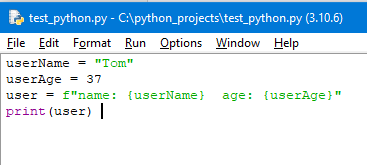 test_python.py - C:\python_projects\test_python.py (3.10.6)
File Edit Format Run Options Window Help
userName = "Tom"
userAge = 37
user = f"name: {userName}  age: {userAge}"
print(user)